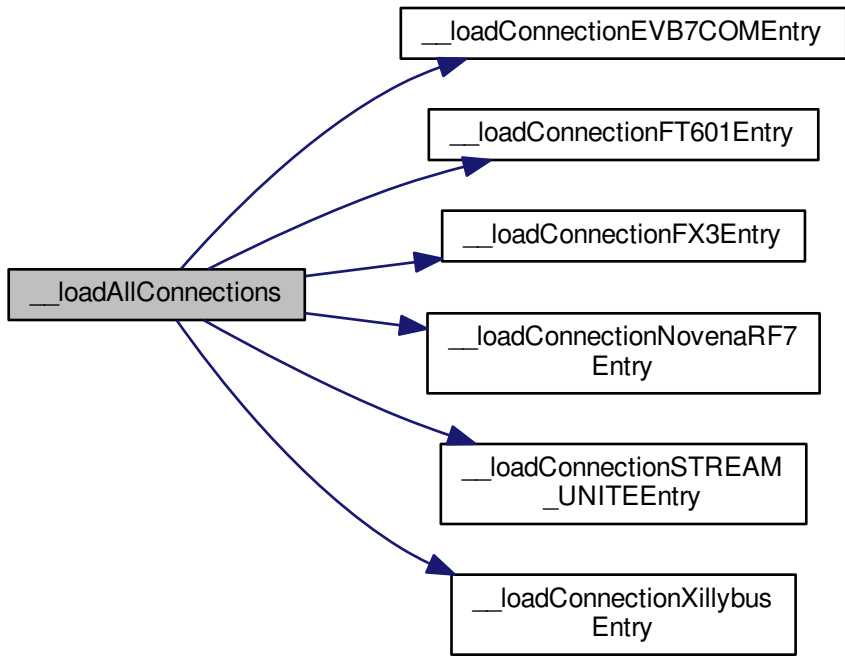 __loadConnectionEVB7COMEntry
__loadConnectionFT601Entry
__loadConnectionFX3Entry
__loadAllConnections
__loadConnectionNovenaRF7
Entry
__loadConnectionSTREAM
_UNITEEntry
__loadConnectionXillybus
Entry